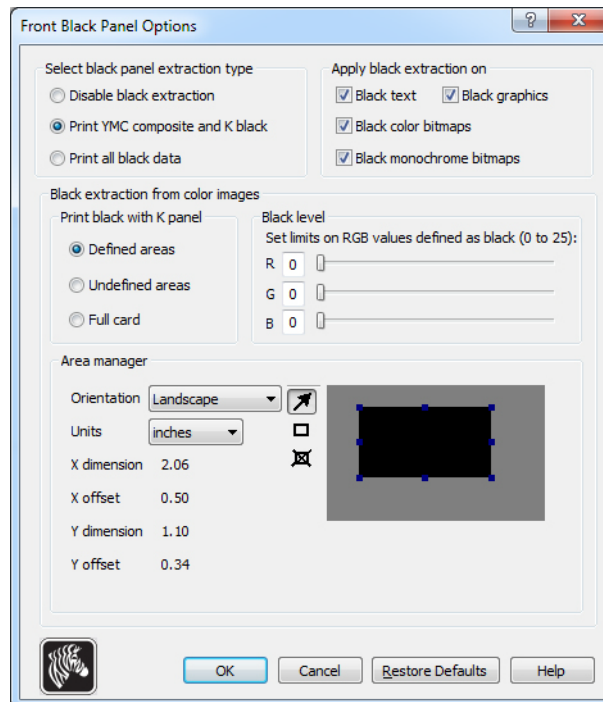 Front Black Panel Options
?
Select black panel extraction type
Disable black extraction
Print YMC composite and K black
Print all black data
Apply black extraction on
Black text Black graphics
Black color bitmaps
Black monochrome bitmaps
Black extraction from color images
Print black with K panel
Defined areas
Undefined areas
Full card
Black level
Set limits on RGB values defined as black (0 to 25):
R 0
G 0
B 0
Area manager
Orientation Landscape
Units inches
X dimension 2.06
X offset 0.50
Y dimension 1.10
Y offset 0.34
OK Cancel Restore Defaults Help